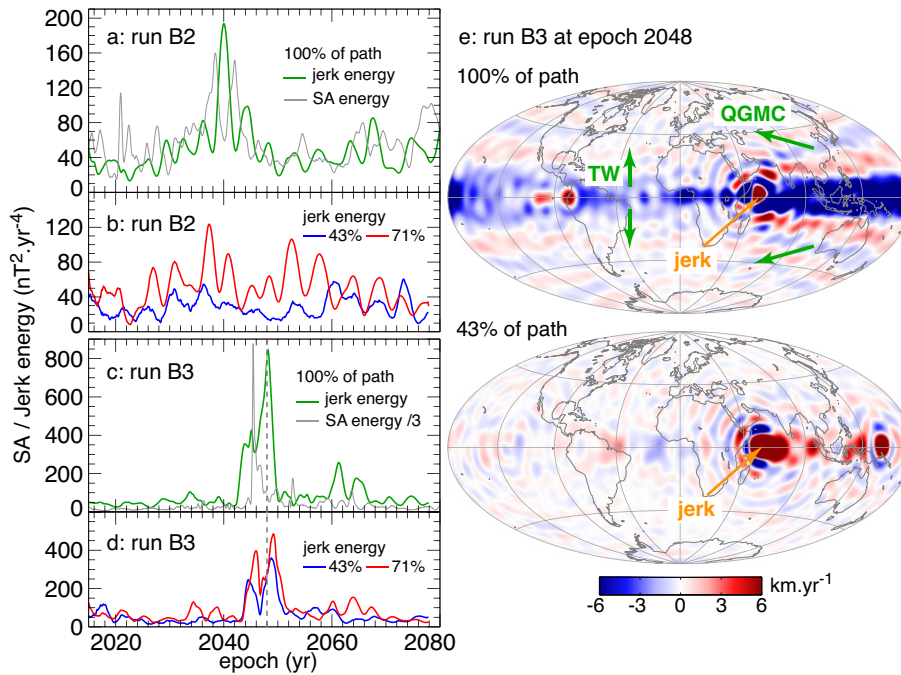 SA / Jerk energy (nT².yr⁻⁴)
200
160
120
80
40
0
a: run B2
100% of path
jerk energy
SA energy
120
80
40
0
b: run B2
jerk energy
43% 71%
800
600
400
200
0
c: run B3
100% of path
jerk energy
SA energy /3
400
200
0
d: run B3
jerk energy
43% 71%
2020 2040 2060 2080
epoch (yr)
e: run B3 at epoch 2048
100% of path
QGMC
TW
jerk
43% of path
jerk
km.yr⁻¹
-6 -3 0 3 6